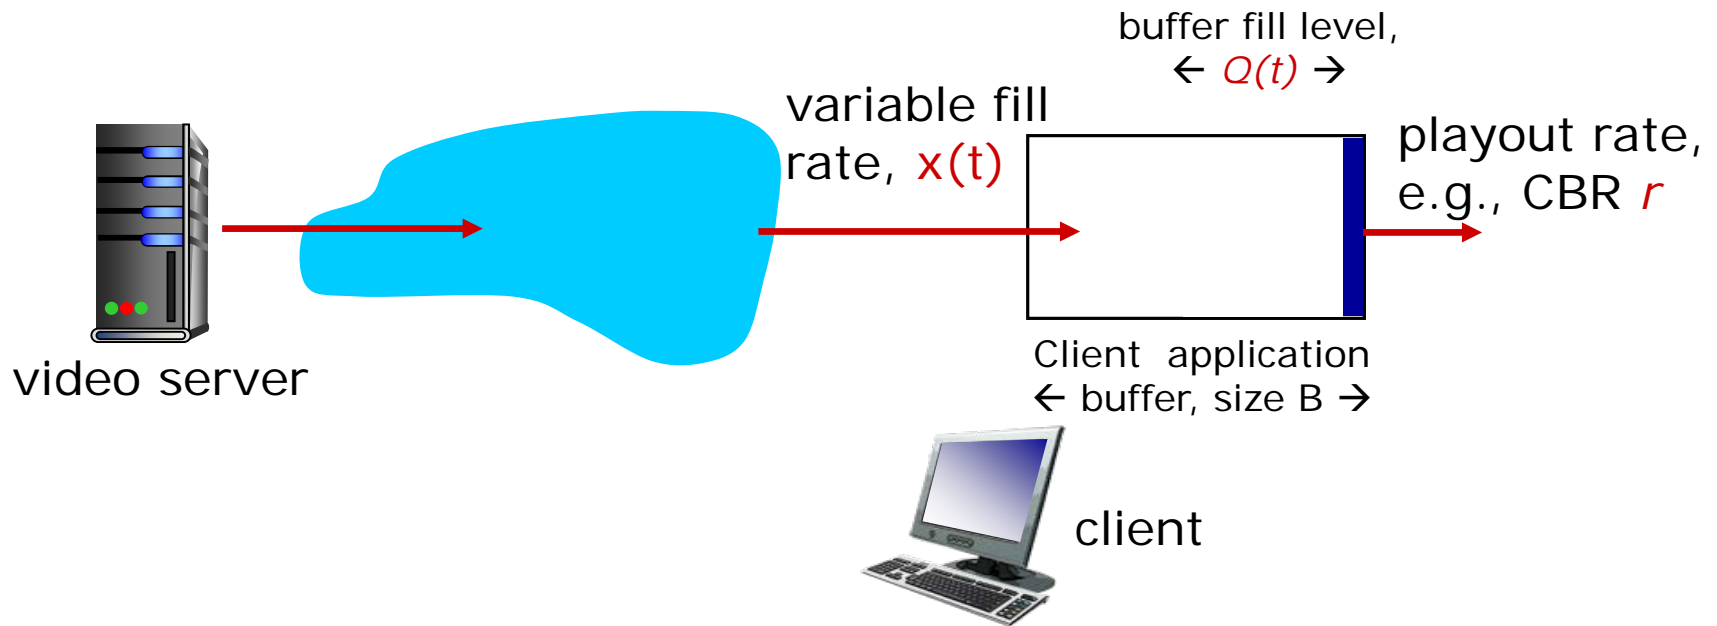 buffer fill level,
← Q(t) →
variable fill
rate, x(t)
playout rate,
e.g., CBR r
video server
Client application
← buffer, size B →
client